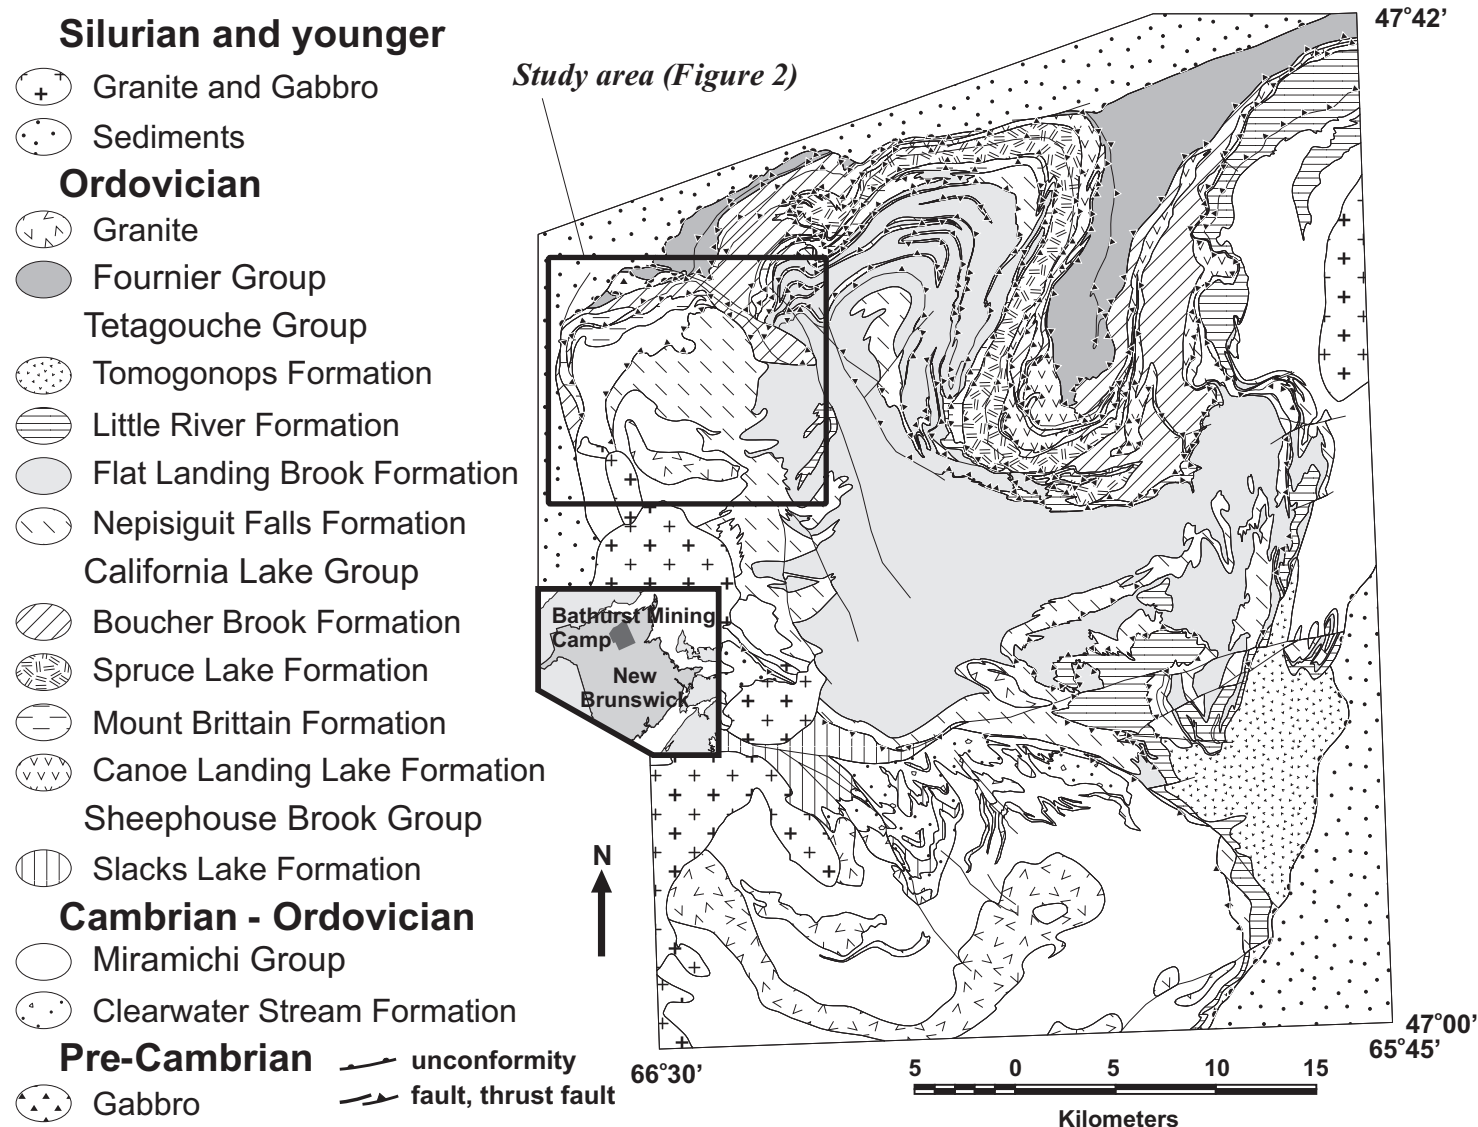 Silurian and younger
Granite and Gabbro
Sediments
Ordovician
Granite
Fournier Group
Tetagouche Group
Tomogonops Formation
Little River Formation
Flat Landing Brook Formation
Nepisiguit Falls Formation
California Lake Group
Boucher Brook Formation
Spruce Lake Formation
Mount Brittain Formation
Canoe Landing Lake Formation
Sheephouse Brook Group
Slacks Lake Formation
Cambrian - Ordovician
Miramichi Group
Clearwater Stream Formation
Pre-Cambrian
Gabbro
unconformity
fault, thrust fault
Study area (Figure 2)
47°42’
Bathurst Mining
Camp
New
Brunswick
N
66°30’
47°00’
65°45’
5 0 5 10 15
Kilometers